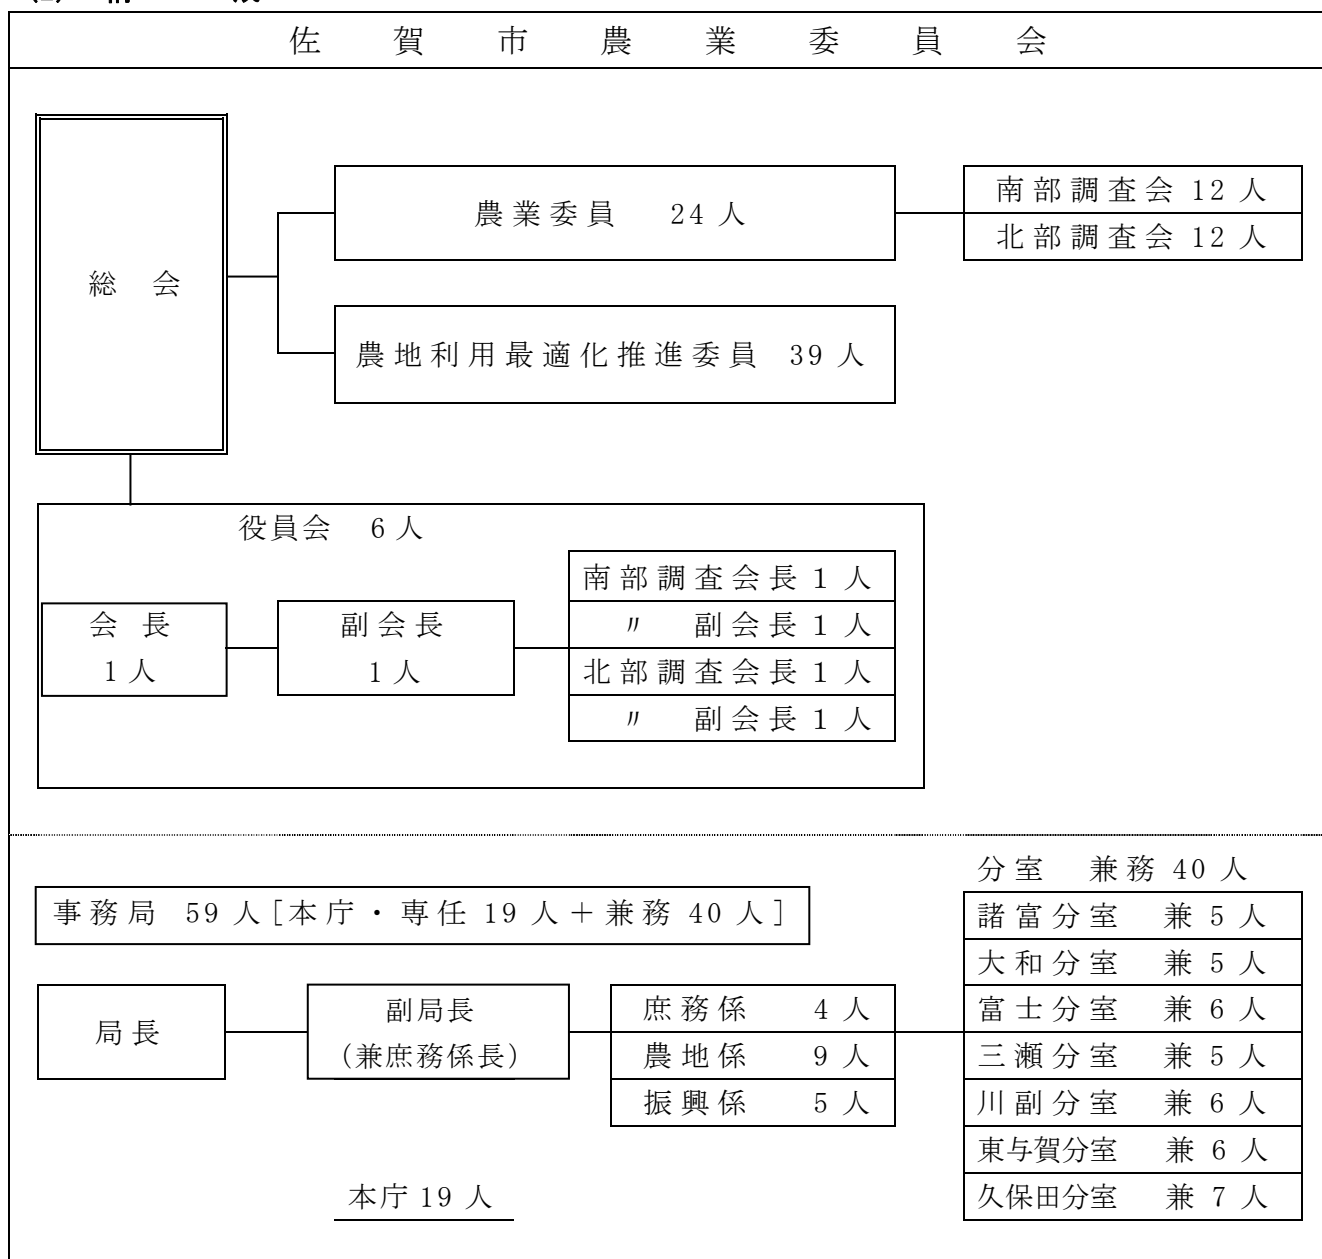 佐賀市農業委員会
総会
農業委員 24人
南部調査会 12人
北部調査会 12人
農地利用最適化推進委員 39人
役員会 6人
会長
1人
副会長
1人
南部調査会長1人
〃 副会長1人
北部調査会長1人
〃 副会長1人
事務局 59人[本庁・専任19人+兼務40人]
局長
副局長
(兼庶務係長)
庶務係 4人
農地係 9人
振興係 5人
本庁19人
分室 兼務40人
諸富分室 兼5人
大和分室 兼5人
富士分室 兼6人
三瀬分室 兼5人
川副分室 兼6人
東与賀分室 兼6人
久保田分室 兼7人